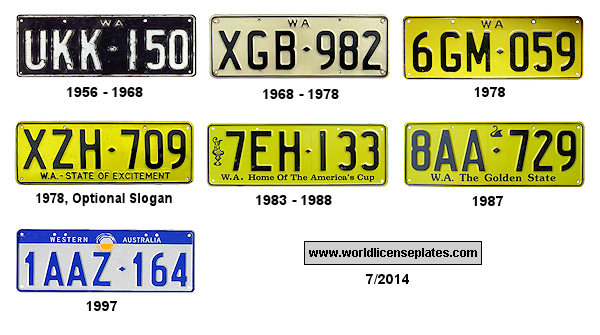 WA
UKK·150
1956 - 1968
WA
XGB·982
1968 - 1978
WA
6GM·059
1978
XZH·709
W.A.- STATE OF EXCITEMENT
1978, Optional Slogan
7EH·133
W.A. Home Of The America's Cup
1983 - 1988
8AA·729
W.A. The Golden State
1987
WESTERN AUSTRALIA
1AAZ·164
1997
www.worldlicenseplates.com
7/2014